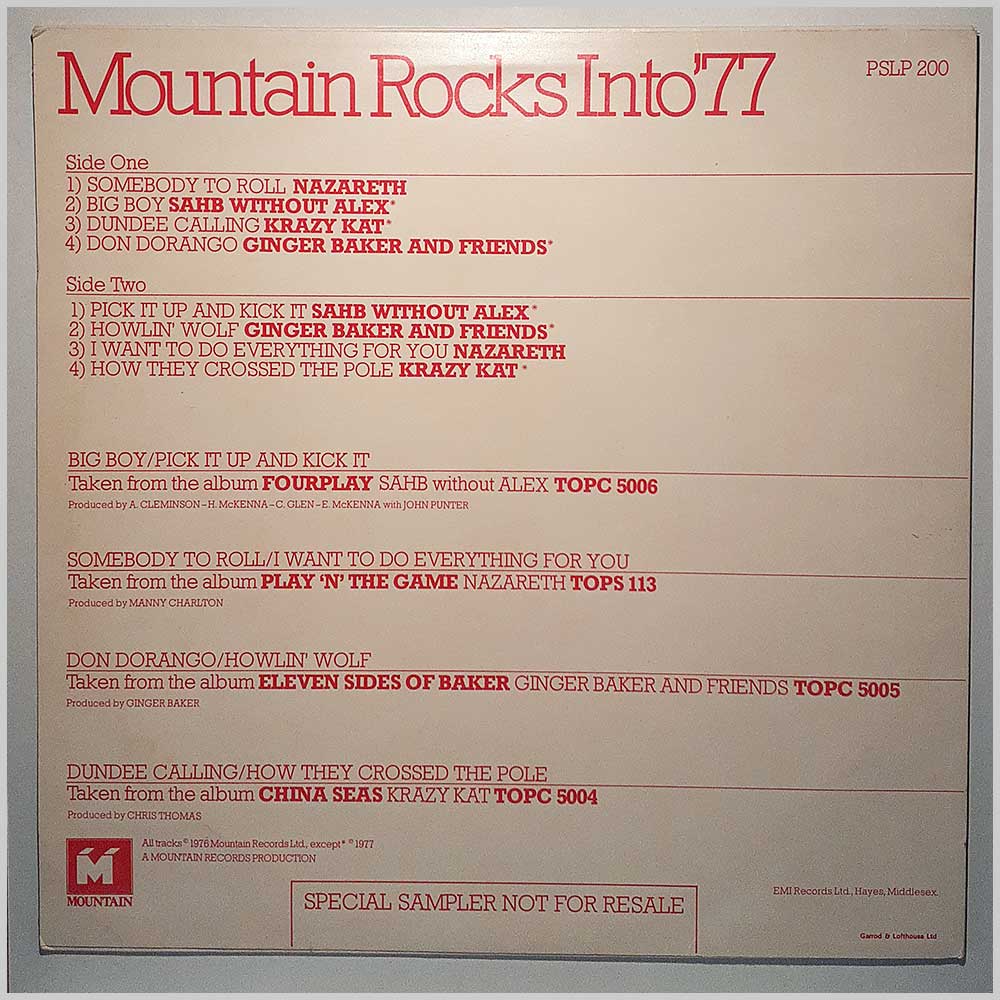 Mountain Rocks Into '77
PSLP 200
Side One
1) SOMEBODY TO ROLL NAZARETH
2) BIG BOY SAHB WITHOUT ALEX*
3) DUNDEE CALLING KRAZY KAT*
4) DON DORANGO GINGER BAKER AND FRIENDS*
Side Two
1) PICK IT UP AND KICK IT SAHB WITHOUT ALEX*
2) HOWLIN' WOLF GINGER BAKER AND FRIENDS*
3) I WANT TO DO EVERYTHING FOR YOU NAZARETH
4) HOW THEY CROSSED THE POLE KRAZY KAT*
BIG BOY/PICK IT UP AND KICK IT
Taken from the album FOURPLAY SAHB without ALEX TOPC 5006
Produced by A. CLEMINSON – H. McKENNA – C. GLEN – E. McKENNA with JOHN PUNTER
SOMEBODY TO ROLL/I WANT TO DO EVERYTHING FOR YOU
Taken from the album PLAY 'N' THE GAME NAZARETH TOPS 113
Produced by MANNY CHARLTON
DON DORANGO/HOWLIN' WOLF
Taken from the album ELEVEN SIDES OF BAKER GINGER BAKER AND FRIENDS TOPC 5005
Produced by GINGER BAKER
DUNDEE CALLING/HOW THEY CROSSED THE POLE
Taken from the album CHINA SEAS KRAZY KAT TOPC 5004
Produced by CHRIS THOMAS
All tracks ℗ 1976 Mountain Records Ltd., except * ℗ 1977
A MOUNTAIN RECORDS PRODUCTION
MOUNTAIN
SPECIAL SAMPLER NOT FOR RESALE
EMI Records Ltd., Hayes, Middlesex.
Garrod & Lofthouse Ltd